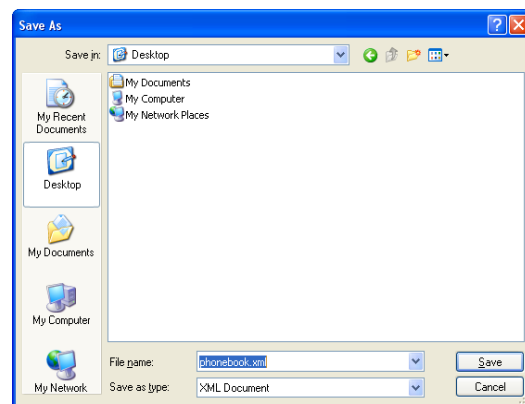 Save As
Save in: Desktop
My Documents
My Computer
My Network Places
My Recent
Documents
Desktop
My Documents
My Computer
My Network
File name: phonebook.xml
Save
Save as type: XML Document
Cancel